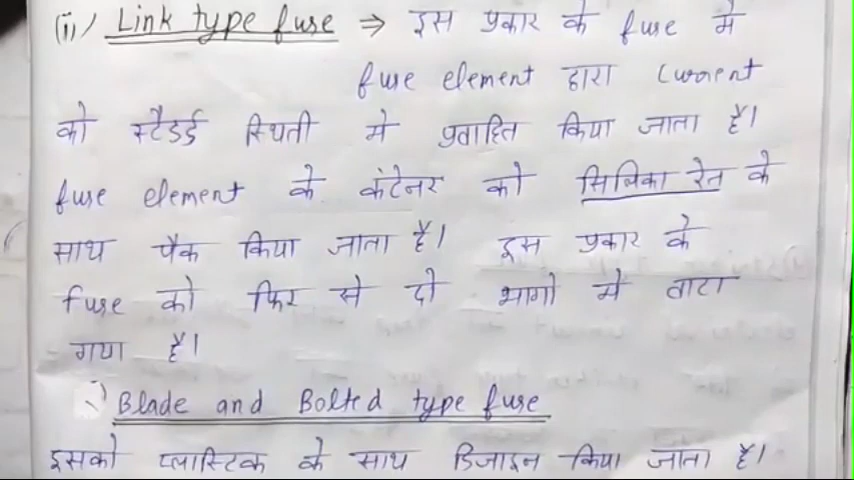 (ii) Link type fuse ⇒ इस प्रकार के fuse मे
fuse element द्वारा Current
को स्टैडर्ड स्थिती मे प्रवाहित किया जाता है।
fuse element के कंटेनर को सिलिका रेत के
साथ पैक किया जाता है। इस प्रकार के
fuse को फिर से दो भागो मे वाटा
गया है।
Blade and Bolted type fuse
इसको प्लास्टिक के साथ डिजाइन किया जाता है।